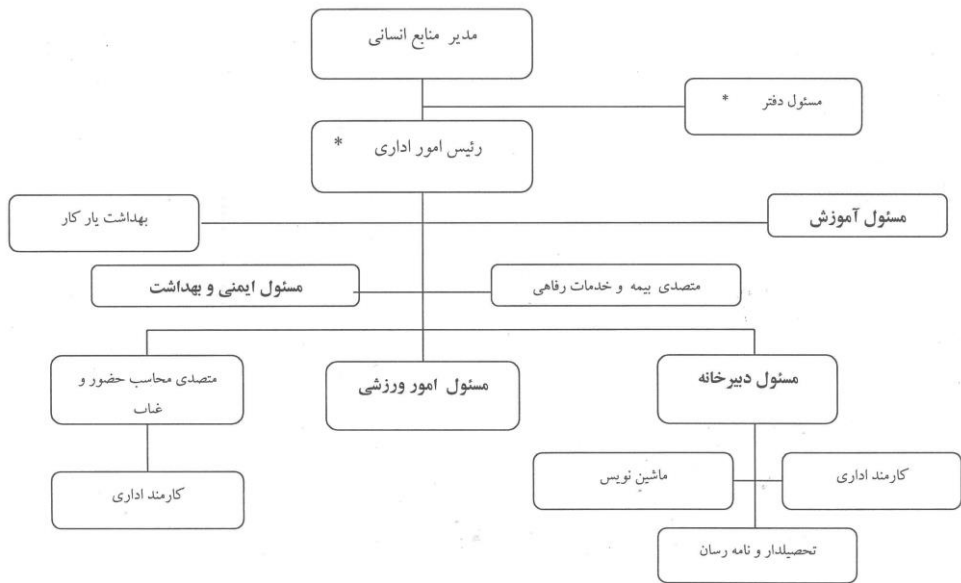 مدیر منابع انسانی
مسئول دفتر *
رئیس امور اداری *
مسئول آموزش
بهداشت یار کار
متصدی بیمه و خدمات رفاهی
مسئول ایمنی و بهداشت
مسئول دبیرخانه
مسئول امور ورزشی
متصدی محاسب حضور و
غیاب
کارمند اداری
ماشین نویس
کارمند اداری
تحصیلدار و نامه رسان